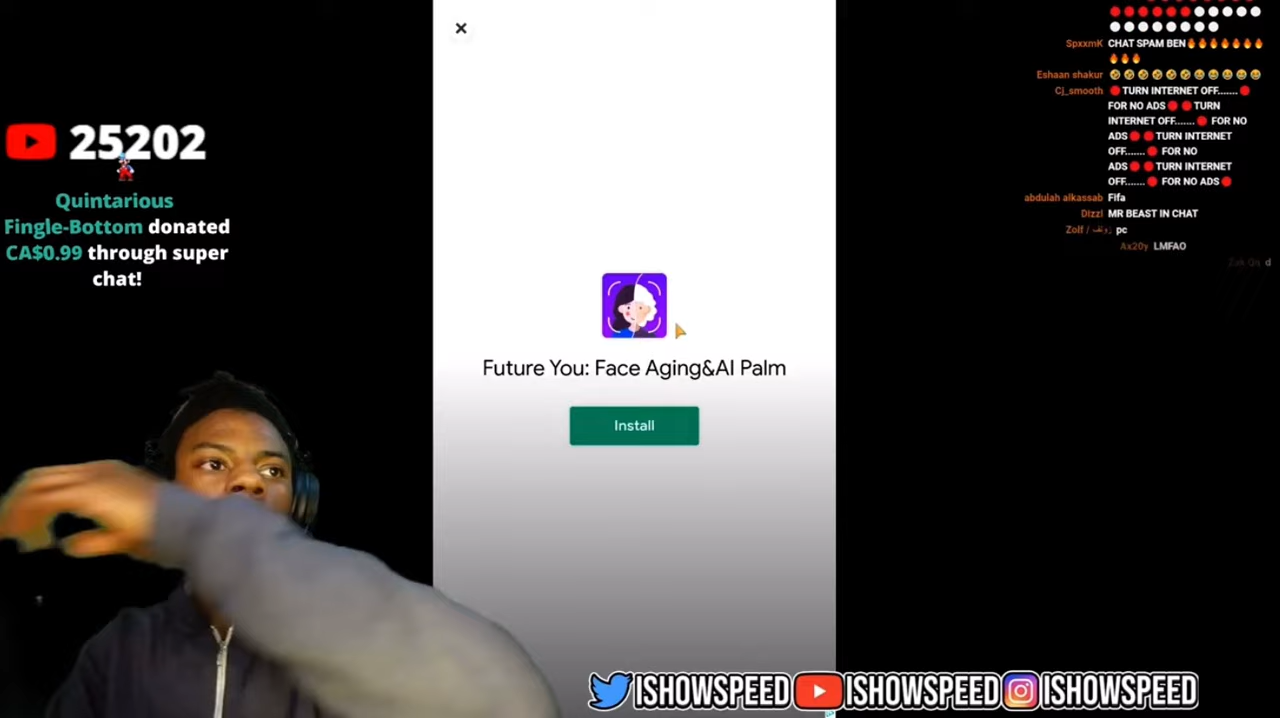 25202
Quintarious
Fingle-Bottom donated
CA$0.99 through super
chat!
Future You: Face Aging&AI Palm
Install
SpxxmK CHAT SPAM BEN🔥🔥🔥🔥🔥🔥🔥
🔥🔥🔥
Eshaan shakur
Cj_smooth 🔴TURN INTERNET OFF.......🔴
FOR NO ADS🔴 🔴TURN
INTERNET OFF.......🔴 FOR NO
ADS🔴 🔴TURN INTERNET
OFF.......🔴 FOR NO
ADS🔴 🔴TURN INTERNET
OFF.......🔴 FOR NO ADS🔴
abdulah alkassab Fifa
Dizzl MR BEAST IN CHAT
Zolf / زوتف pc
Ax20y LMFAO
ISHOWSPEED ISHOWSPEED ISHOWSPEED